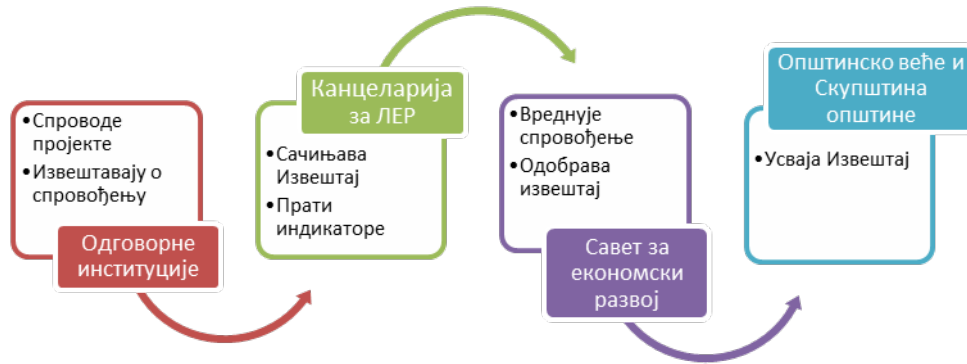 •Спроводе
пројекте
•Извештавају о
спровођењу
Одговорне
институције
Канцеларија
за ЛЕР
•Сачињава
Извештај
•Прати
индикаторе
•Вреднује
спровођење
•Одобрава
извештај
Савет за
економски
развој
Општинско веће и
Скупштина
општине
•Усваја Извештај